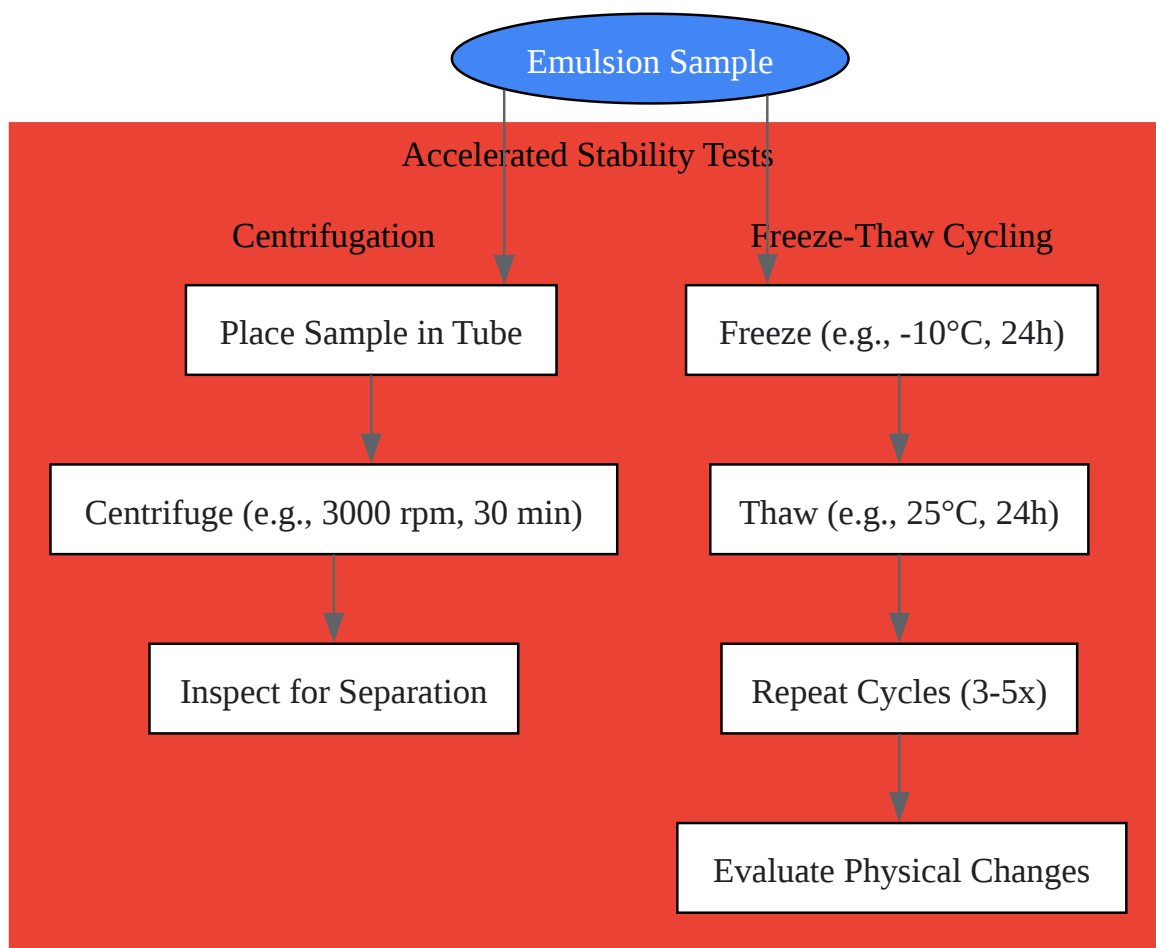 Emulsion Sample
Accelerated Stability Tests
Centrifugation
Place Sample in Tube
Centrifuge (e.g., 3000 rpm, 30 min)
Inspect for Separation
Freeze-Thaw Cycling
Freeze (e.g., -10°C, 24h)
Thaw (e.g., 25°C, 24h)
Repeat Cycles (3-5x)
Evaluate Physical Changes